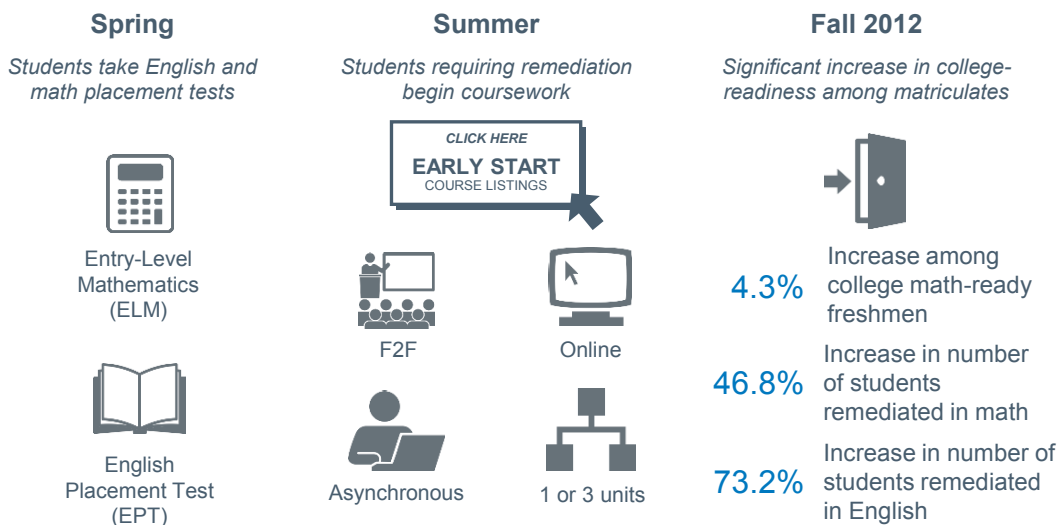 Spring
Students take English and
math placement tests
Entry-Level
Mathematics
(ELM)
English
Placement Test
(EPT)
Summer
Students requiring remediation
begin coursework
CLICK HERE
EARLY START
COURSE LISTINGS
F2F
Online
Asynchronous
1 or 3 units
Fall 2012
Significant increase in college-
readiness among matriculates
4.3%
Increase among
college math-ready
freshmen
46.8%
Increase in number
of students
remediated in math
73.2%
Increase in number of
students remediated
in English